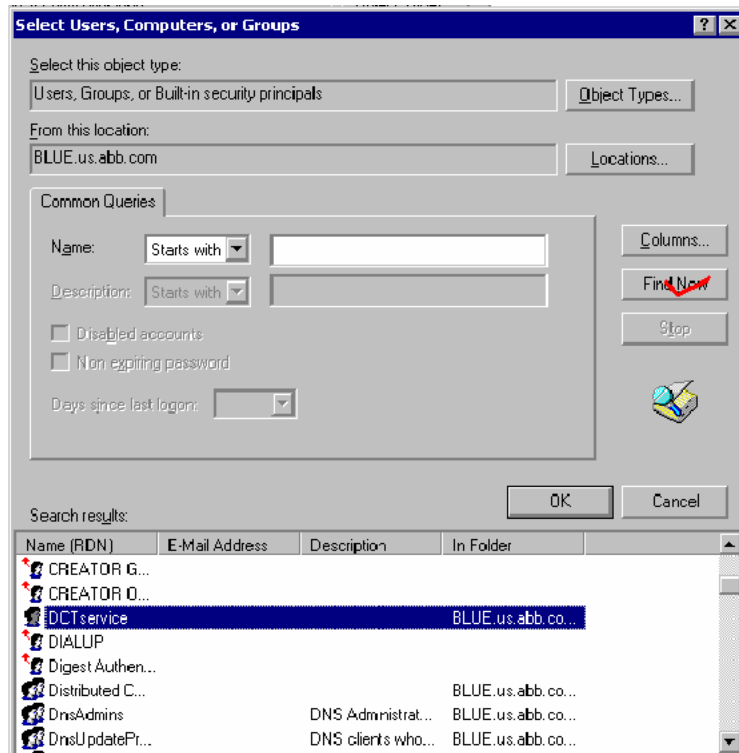 Select Users, Computers, or Groups
Select this object type:
Users, Groups, or Built-in security principals
Object Types...
From this location:
BLUE.us.abb.com
Locations...
Common Queries
Name: Starts with
Columns...
Description: Starts with
Find Now
Disabled accounts
Stop
Non expiring password
Days since last logon:
OK
Cancel
Search results:
Name (RDN) E-Mail Address Description In Folder
CREATOR G...
CREATOR O...
DCTservice BLUE.us.abb.co...
DIALUP
Digest Authen...
Distributed C... BLUE.us.abb.co...
DnsAdmins DNS Administrat... BLUE.us.abb.co...
DnsUpdatePr... DNS clients who... BLUE.us.abb.co...